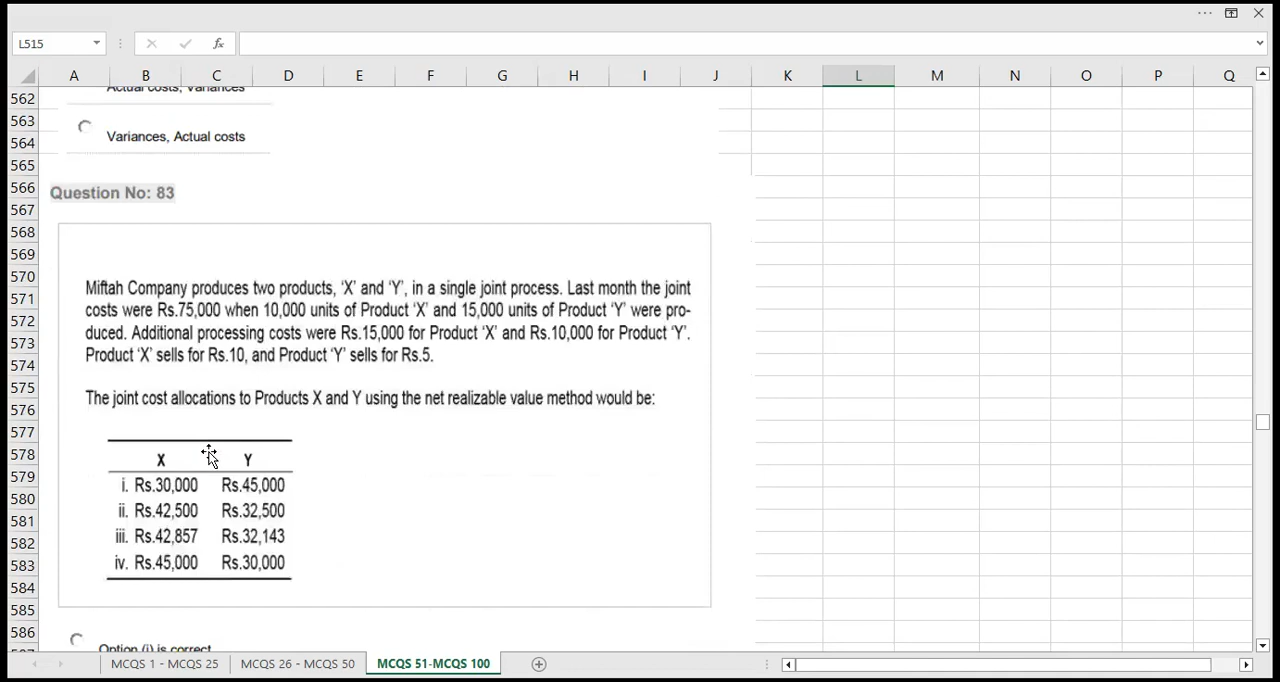 L515
fx
A B C D E F G H I J K L M N O P Q
562
Actual costs, Variances
563
Variances, Actual costs
564
565
566
Question No: 83
567
568
569
570
Miftah Company produces two products, ‘X’ and ‘Y’, in a single joint process. Last month the joint
571
costs were Rs.75,000 when 10,000 units of Product ‘X’ and 15,000 units of Product ‘Y’ were pro-
572
duced. Additional processing costs were Rs.15,000 for Product ‘X’ and Rs.10,000 for Product ‘Y’.
573
Product ‘X’ sells for Rs.10, and Product ‘Y’ sells for Rs.5.
574
575
The joint cost allocations to Products X and Y using the net realizable value method would be:
576
577
578
X Y
579
i. Rs.30,000 Rs.45,000
580
ii. Rs.42,500 Rs.32,500
581
iii. Rs.42,857 Rs.32,143
582
iv. Rs.45,000 Rs.30,000
583
584
585
586
Option (i) is correct
MCQS 1 - MCQS 25 MCQS 26 - MCQS 50 MCQS 51-MCQS 100